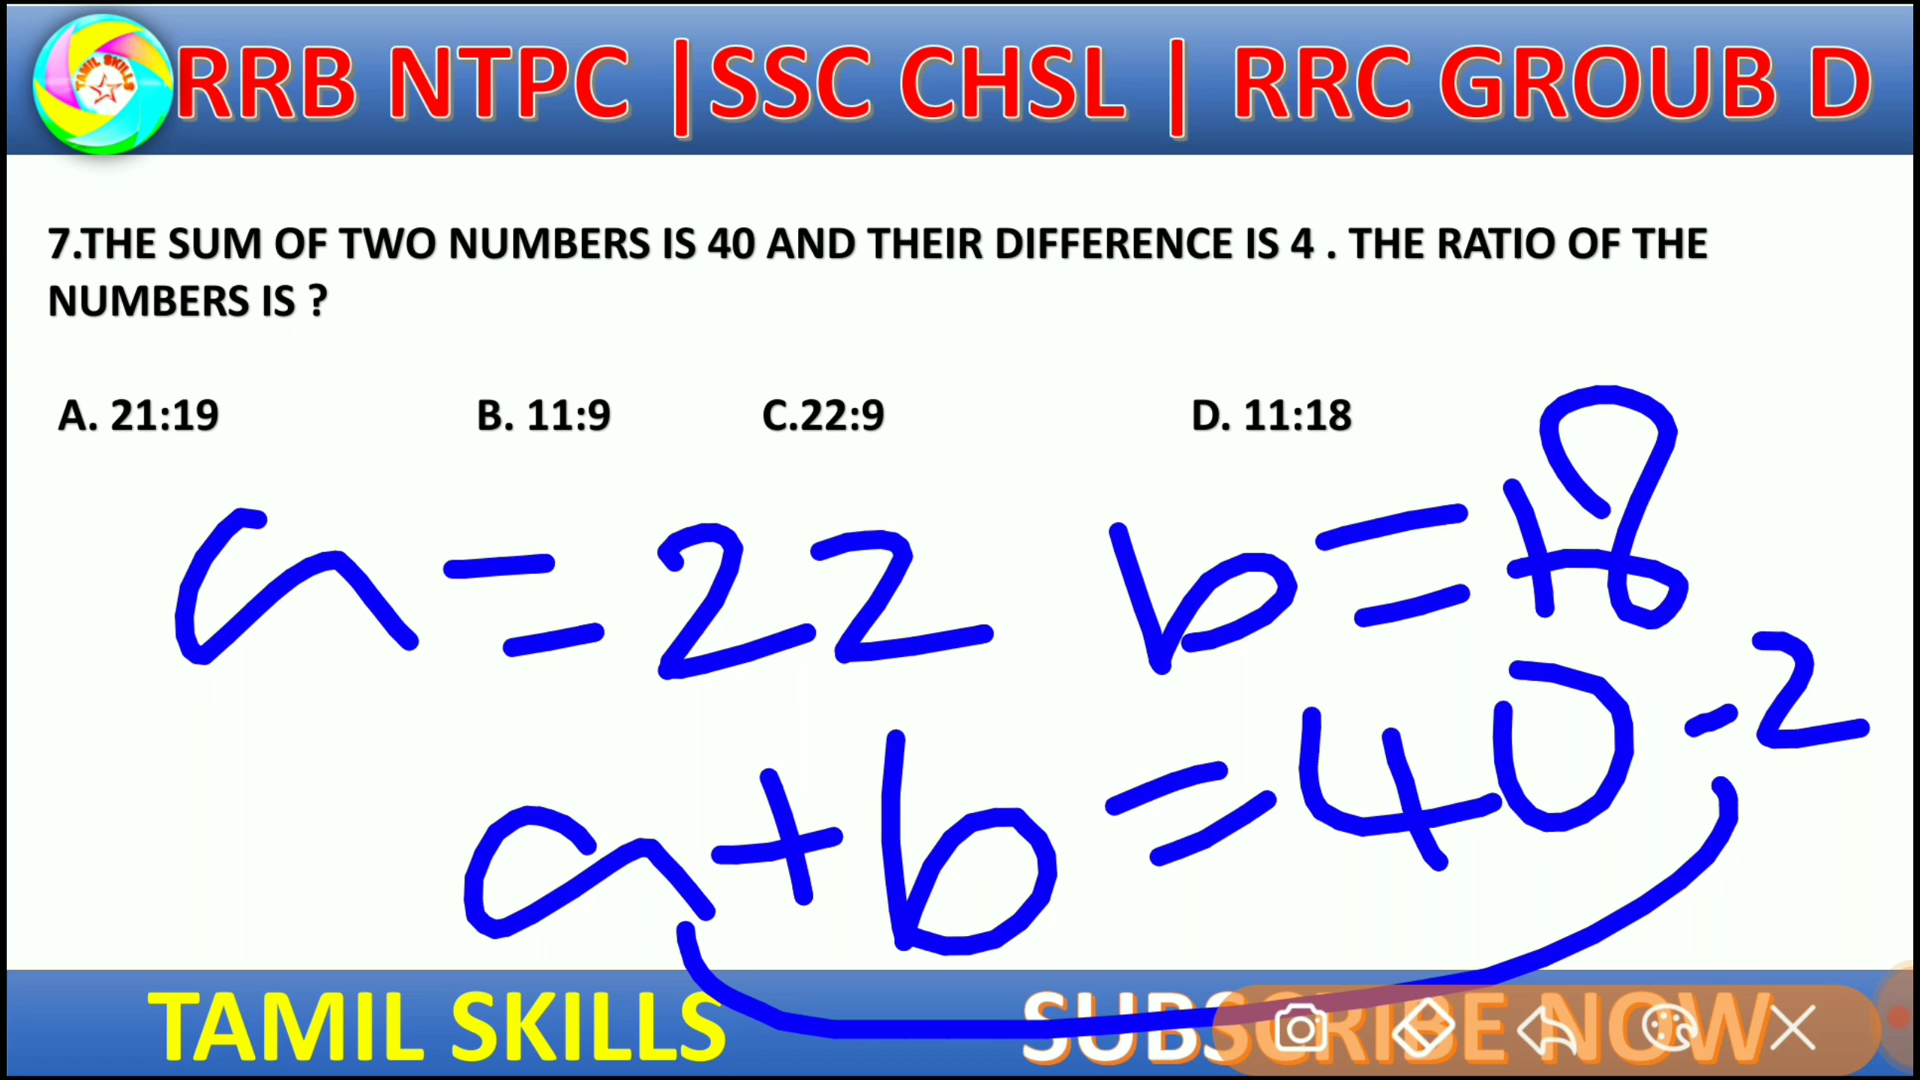 TAMIL SKILLS
RRB NTPC |SSC CHSL | RRC GROUB D
7.THE SUM OF TWO NUMBERS IS 40 AND THEIR DIFFERENCE IS 4 . THE RATIO OF THE
NUMBERS IS ?
A. 21:19 B. 11:9 C.22:9 D. 11:18
a = 22 b = 18
a + b = 40 - 2
TAMIL SKILLS SUBSCRIBE NOW